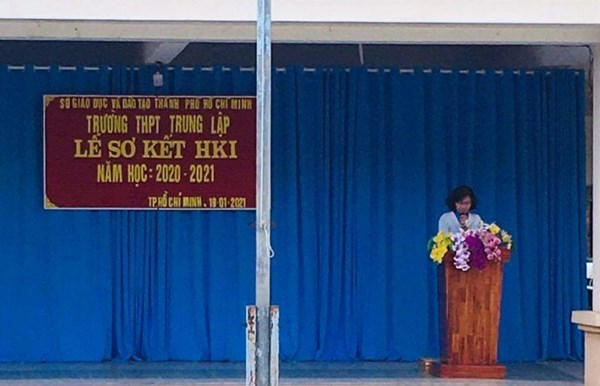 SỞ GIÁO DỤC VÀ ĐÀO TẠO THÀNH PHỐ HỒ CHÍ MINH
TRƯỜNG THPT TRUNG LẬP
LỄ SƠ KẾT HKI
NĂM HỌC: 2020 - 2021
TP.HỒ CHÍ MINH . 18-01-2021